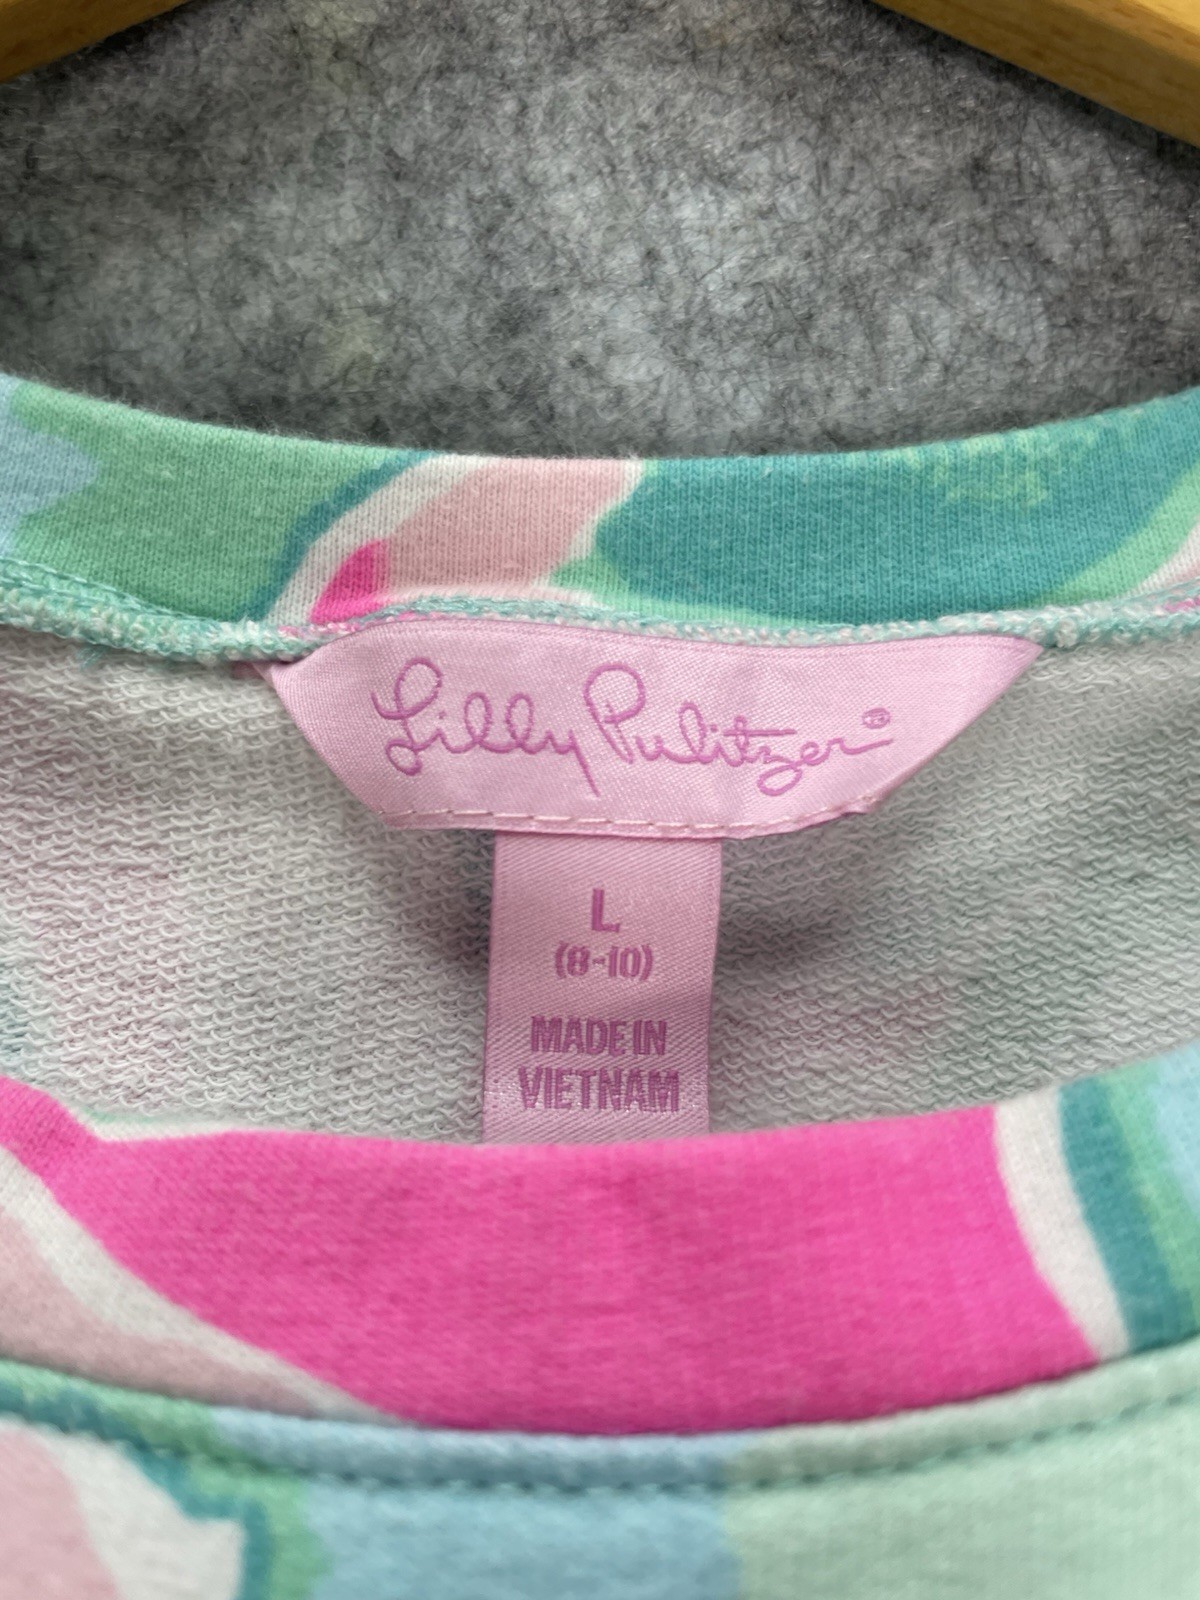 Lilly Pulitzer®
L
(8-10)
MADE IN
VIETNAM